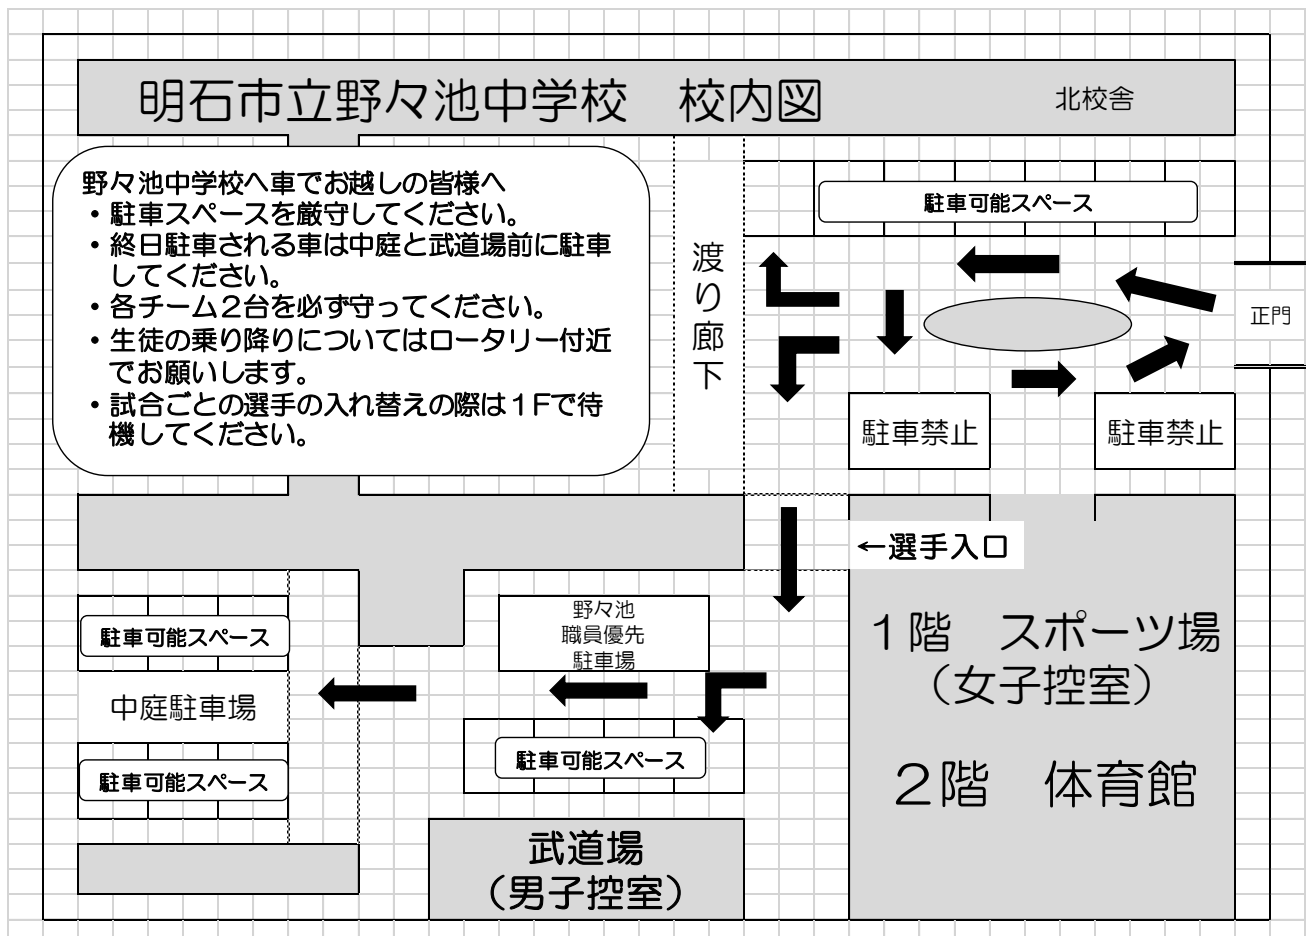 明石市立野々池中学校　校内図
北校舎
野々池中学校へ車でお越しの皆様へ
・駐車スペースを厳守してください。
・終日駐車される車は中庭と武道場前に駐車
してください。
・各チーム２台を必ず守ってください。
・生徒の乗り降りについてはロータリー付近
でお願いします。
・試合ごとの選手の入れ替えの際は１Fで待
機してください。
渡り廊下
駐車可能スペース
正門
駐車禁止
駐車禁止
←選手入口
駐車可能スペース
中庭駐車場
駐車可能スペース
野々池
職員優先
駐車場
駐車可能スペース
１階　スポーツ場
（女子控室）
２階　体育館
武道場
（男子控室）